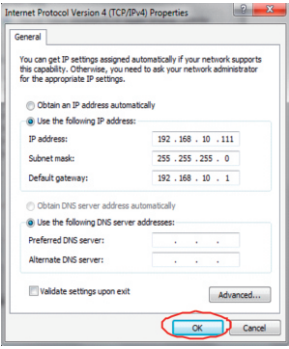 Internet Protocol Version 4 (TCP/IPv4) Properties
General
You can get IP settings assigned automatically if your network supports
this capability. Otherwise, you need to ask your network administrator
for the appropriate IP settings.
Obtain an IP address automatically
Use the following IP address:
IP address: 192 . 168 . 10 . 111
Subnet mask: 255 . 255 . 255 . 0
Default gateway: 192 . 168 . 10 . 1
Obtain DNS server address automatically
Use the following DNS server addresses:
Preferred DNS server: . . .
Alternate DNS server: . . .
Validate settings upon exit
Advanced...
OK Cancel